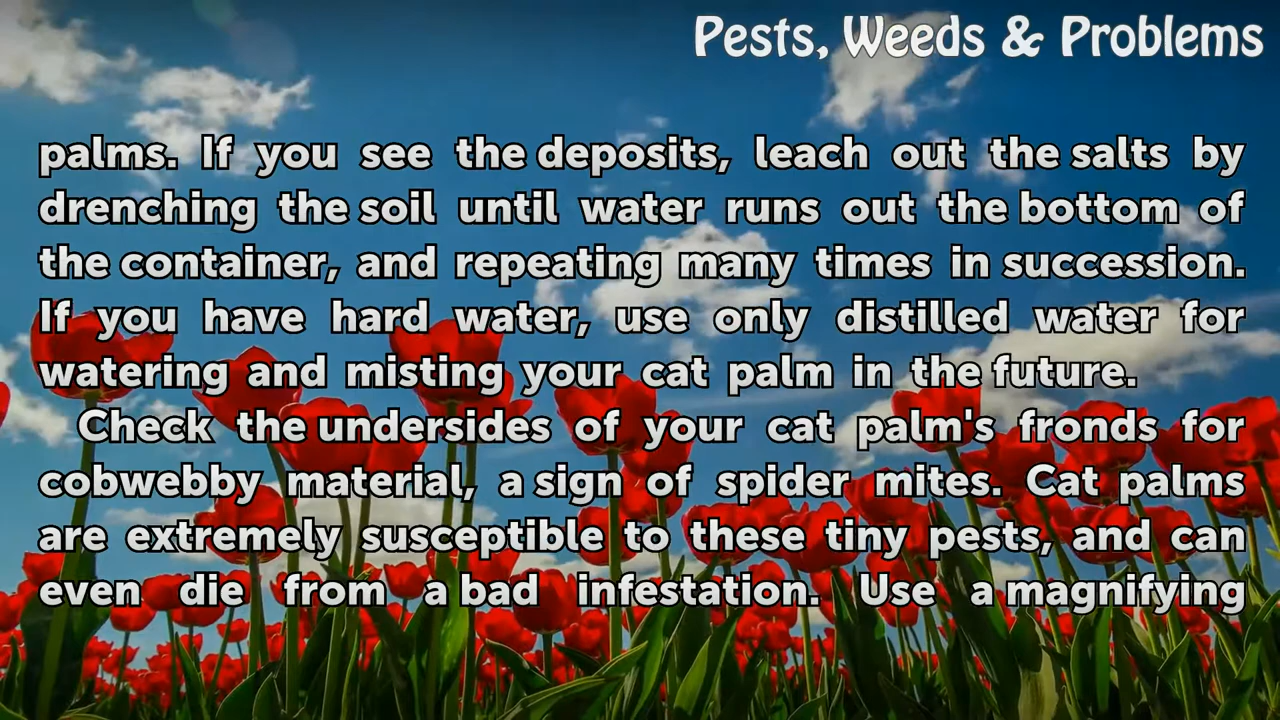 Pests, Weeds & Problems
palms. If you see the deposits, leach out the salts by
drenching the soil until water runs out the bottom of
the container, and repeating many times in succession.
If you have hard water, use only distilled water for
watering and misting your cat palm in the future.
Check the undersides of your cat palm's fronds for
cobwebby material, a sign of spider mites. Cat palms
are extremely susceptible to these tiny pests, and can
even die from a bad infestation. Use a magnifying